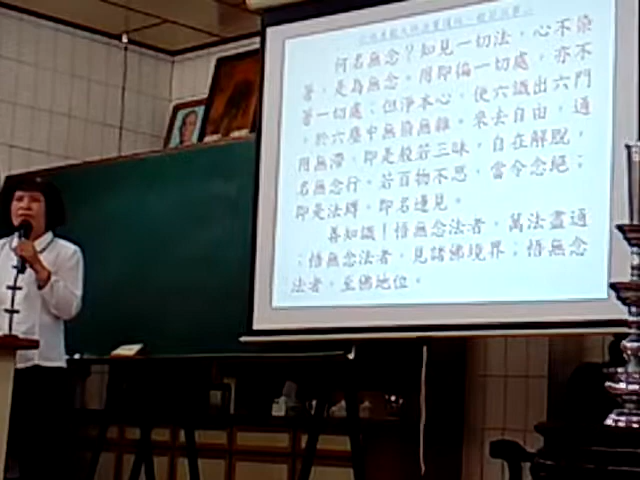 何名無念？知見一切法，心不染
著，是為無念。用即徧一切處，亦不
著一切處；但淨本心，使六識出六門
，於六塵中無染無雜，來去自由，通
用無滯，即是般若三昧，自在解脫，
名無念行。若百物不思，當令念絕；
即是法縛，即名邊見。
善知識！悟無念法者，萬法盡通
；悟無念法者，見諸佛境界；悟無念
法者，至佛地位。